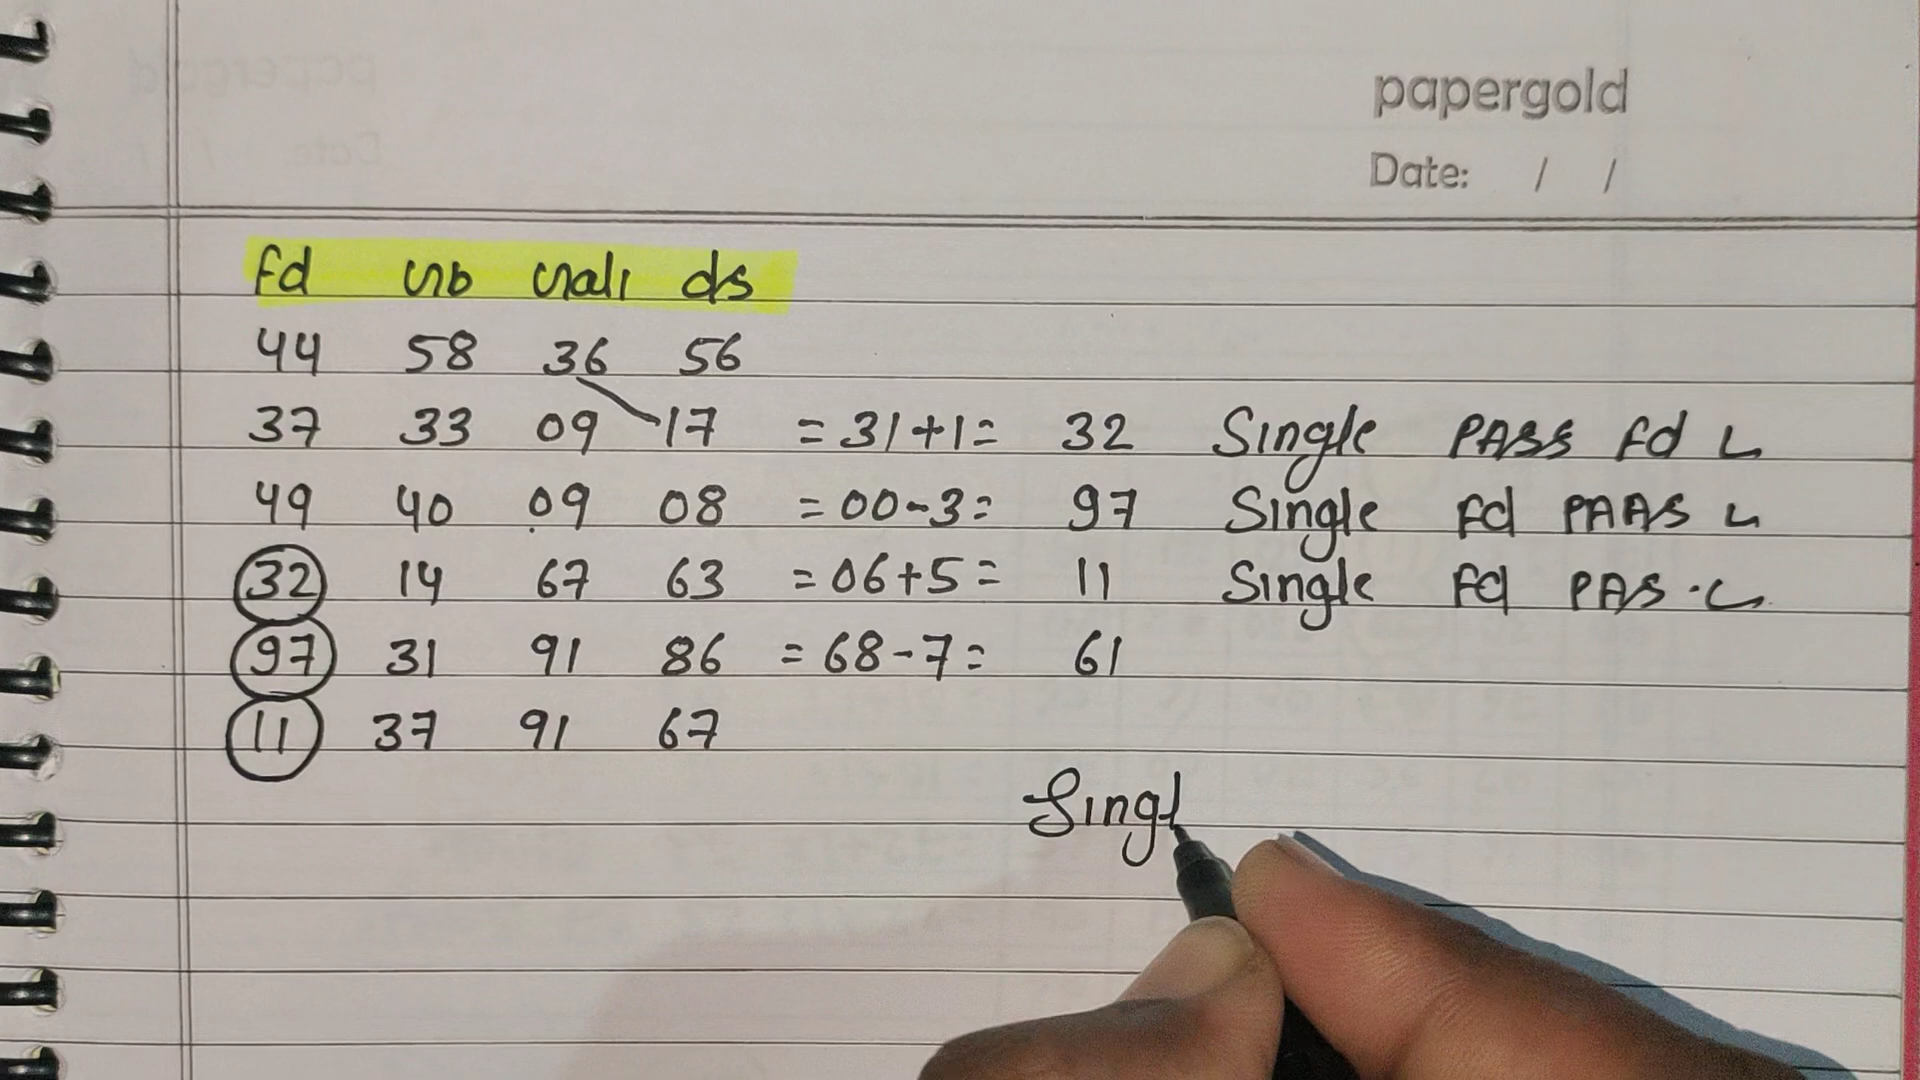 papergold
Date: / /
fd gb gali ds
44 58 36 56
37 33 09 17 = 31+1= 32 Single PASS fd
49 40 09 08 = 00-3= 97 Single fd PAAS
32 14 67 63 = 06+5= 11 Single fd PAS
97 31 91 86 = 68-7= 61
11 37 91 67
Singl